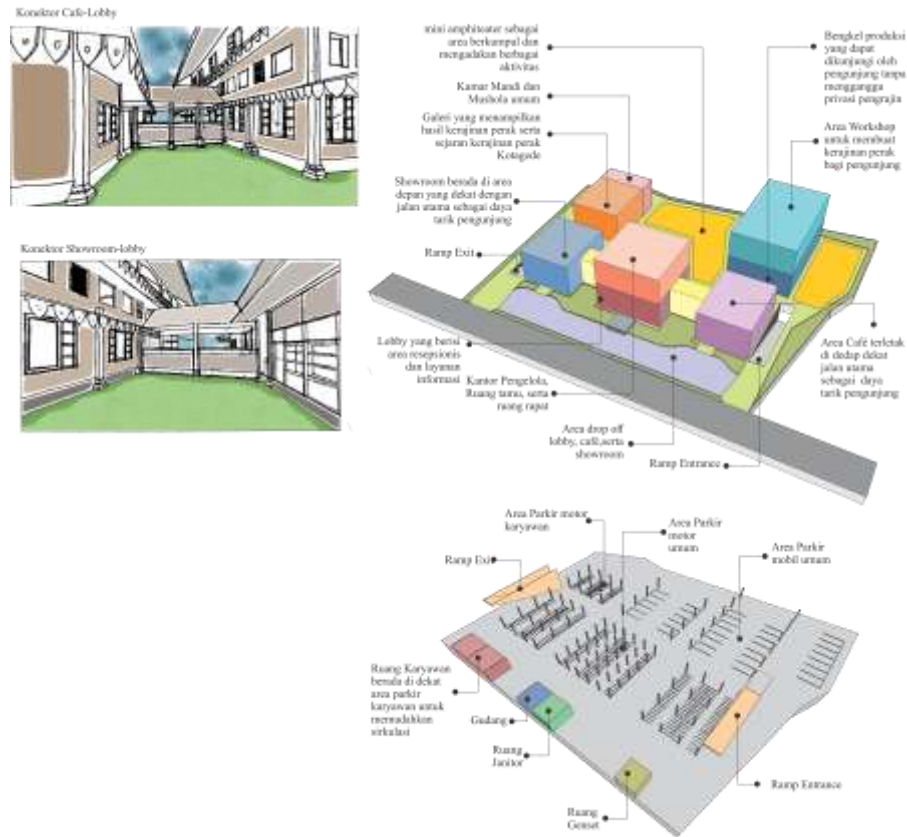 Konektor Cafe-Lobby
Konektor Showroom-lobby
mini amphiteater sebagai
area berkumpul dan
mengadakan berbagai
aktivitas
Kamar Mandi dan
Mushola umum
Galeri yang menampilkan
hasil kerajinan perak serta
sejaran kerajinan perak
Kotagede
Showroom berada di area
depan yang dekat dengan
jalan utama sebagai daya
tarik pengunjung
Ramp Exit
Lobby yang berisi
area resepsionis
dan layanan
informasi
Kantor Pengelola,
Ruang tamu, serta
ruang rapat
Area drop off
lobby, café,serta
showroom
Ramp Entrance
Bengkel produksi
yang dapat
dikunjungi oleh
pengunjung tanpa
mengganggu
privasi pengrajin
Area Workshop
untuk membuat
kerajinan perak
bagi pengunjung
Area Café terletak
di dedap dekat
jalan utama
sebagai daya
tarik pengunjung
Area Parkir motor
karyawan
Area Parkir
motor
umum
Area Parkir
mobil umum
Ramp Exit
Ruang Karyawan
berada di dekat
area parkir
karyawan untuk
memudahkan
sirkulasi
Gudang
Ruang
Janitor
Ruang
Genset
Ramp Entrance